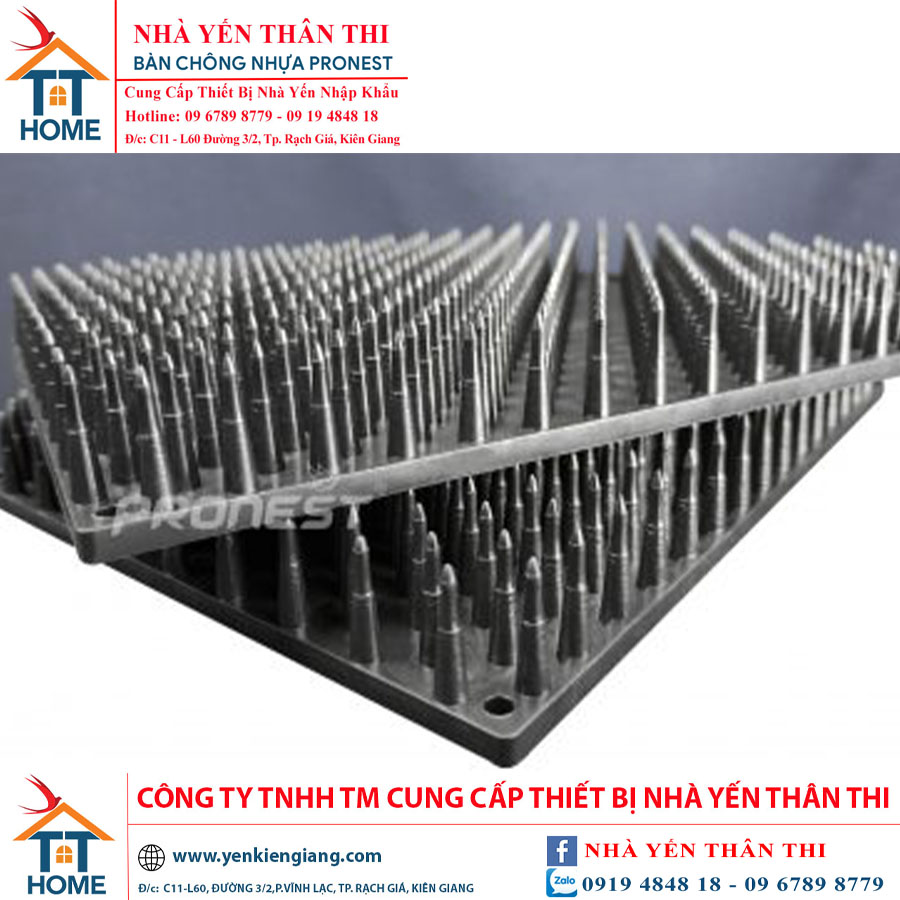 NHÀ YẾN THÂN THI
BÀN CHÔNG NHỰA PRONEST
Cung Cấp Thiết Bị Nhà Yến Nhập Khẩu
Hotline: 09 6789 8779 - 09 19 4848 18
Đ/c: C11 - L60 Đường 3/2, Tp. Rạch Giá, Kiên Giang
TT
HOME
PRONEST
CÔNG TY TNHH TM CUNG CẤP THIẾT BỊ NHÀ YẾN THÂN THI
TT
HOME
www.yenkiengiang.com
Đ/c: C11-L60, ĐƯỜNG 3/2,P.VĨNH LẠC, TP. RẠCH GIÁ, KIÊN GIANG
f NHÀ YẾN THÂN THI
Zalo 0919 4848 18 - 09 6789 8779